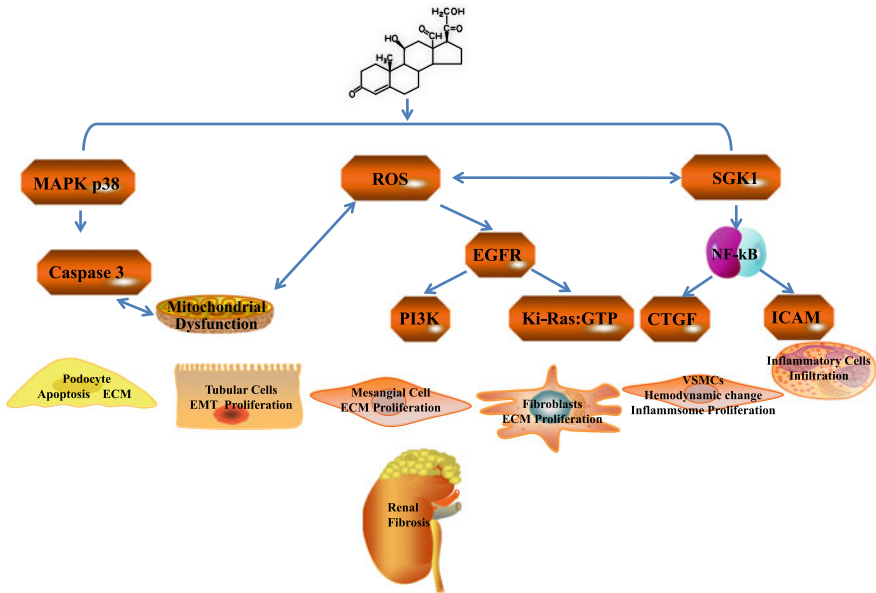 H₂COH
O
CH
C=O
HO
H₃C
O
MAPK p38
ROS
SGK1
Caspase 3
EGFR
NF-kB
Mitochondrial
Dysfunction
PI3K
Ki-Ras:GTP
CTGF
ICAM
Podocyte
Apoptosis ECM
Tubular Cells
EMT Proliferation
Mesangial Cell
ECM Proliferation
Fibroblasts
ECM Proliferation
VSMCs
Hemodynamic change
Inflammsome Proliferation
Inflammatory Cells
Infiltration
Renal
Fibrosis